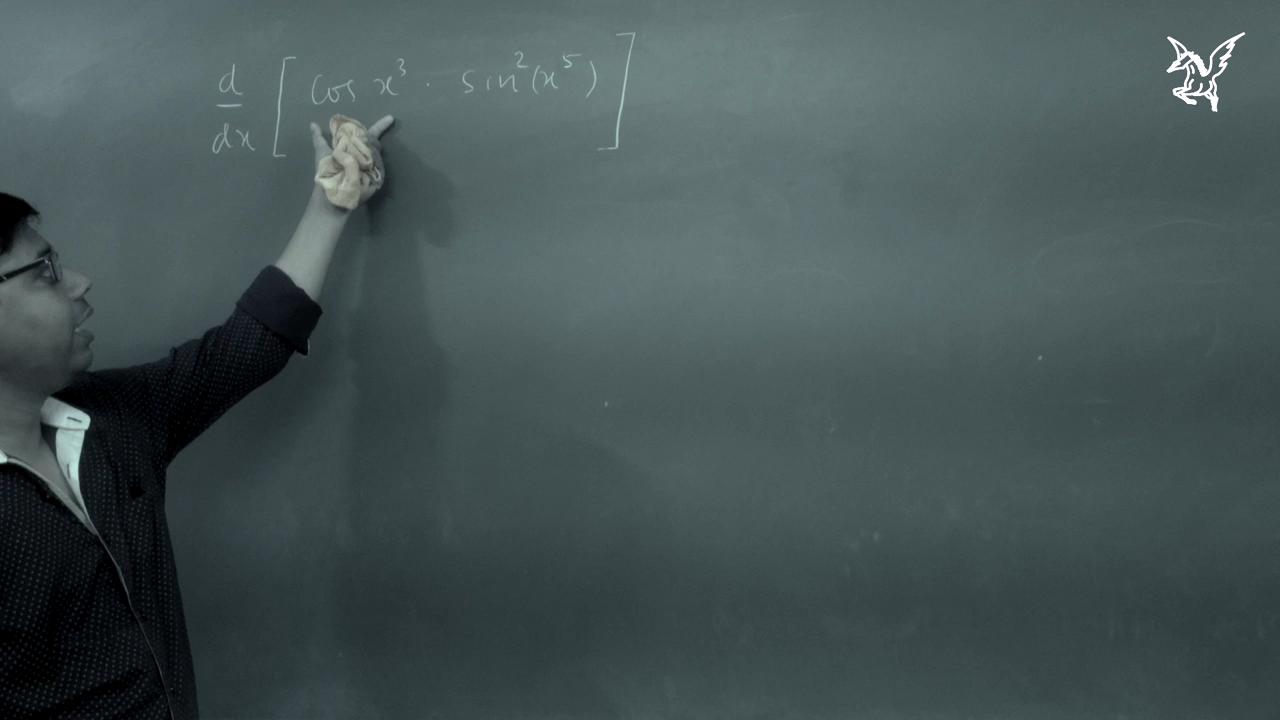 d/dx [ cos x³ · sin²(x⁵) ]